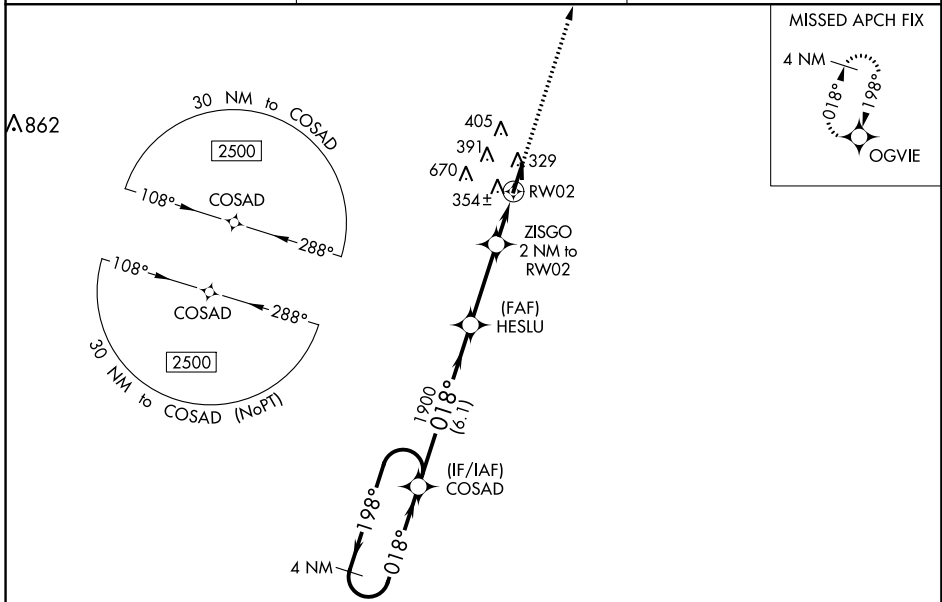 MISSED APCH FIX
4 NM
018°
198°
OGVIE
862
30 NM to COSAD
2500
COSAD
108°
288°
405
391
329
670
354±
RW02
ZISGO
2 NM to
RW02
108°
288°
COSAD
2500
30 NM to COSAD (NoPT)
(FAF)
HESLU
1900
018°
(6.1)
(IF/IAF)
COSAD
198°
018°
4 NM